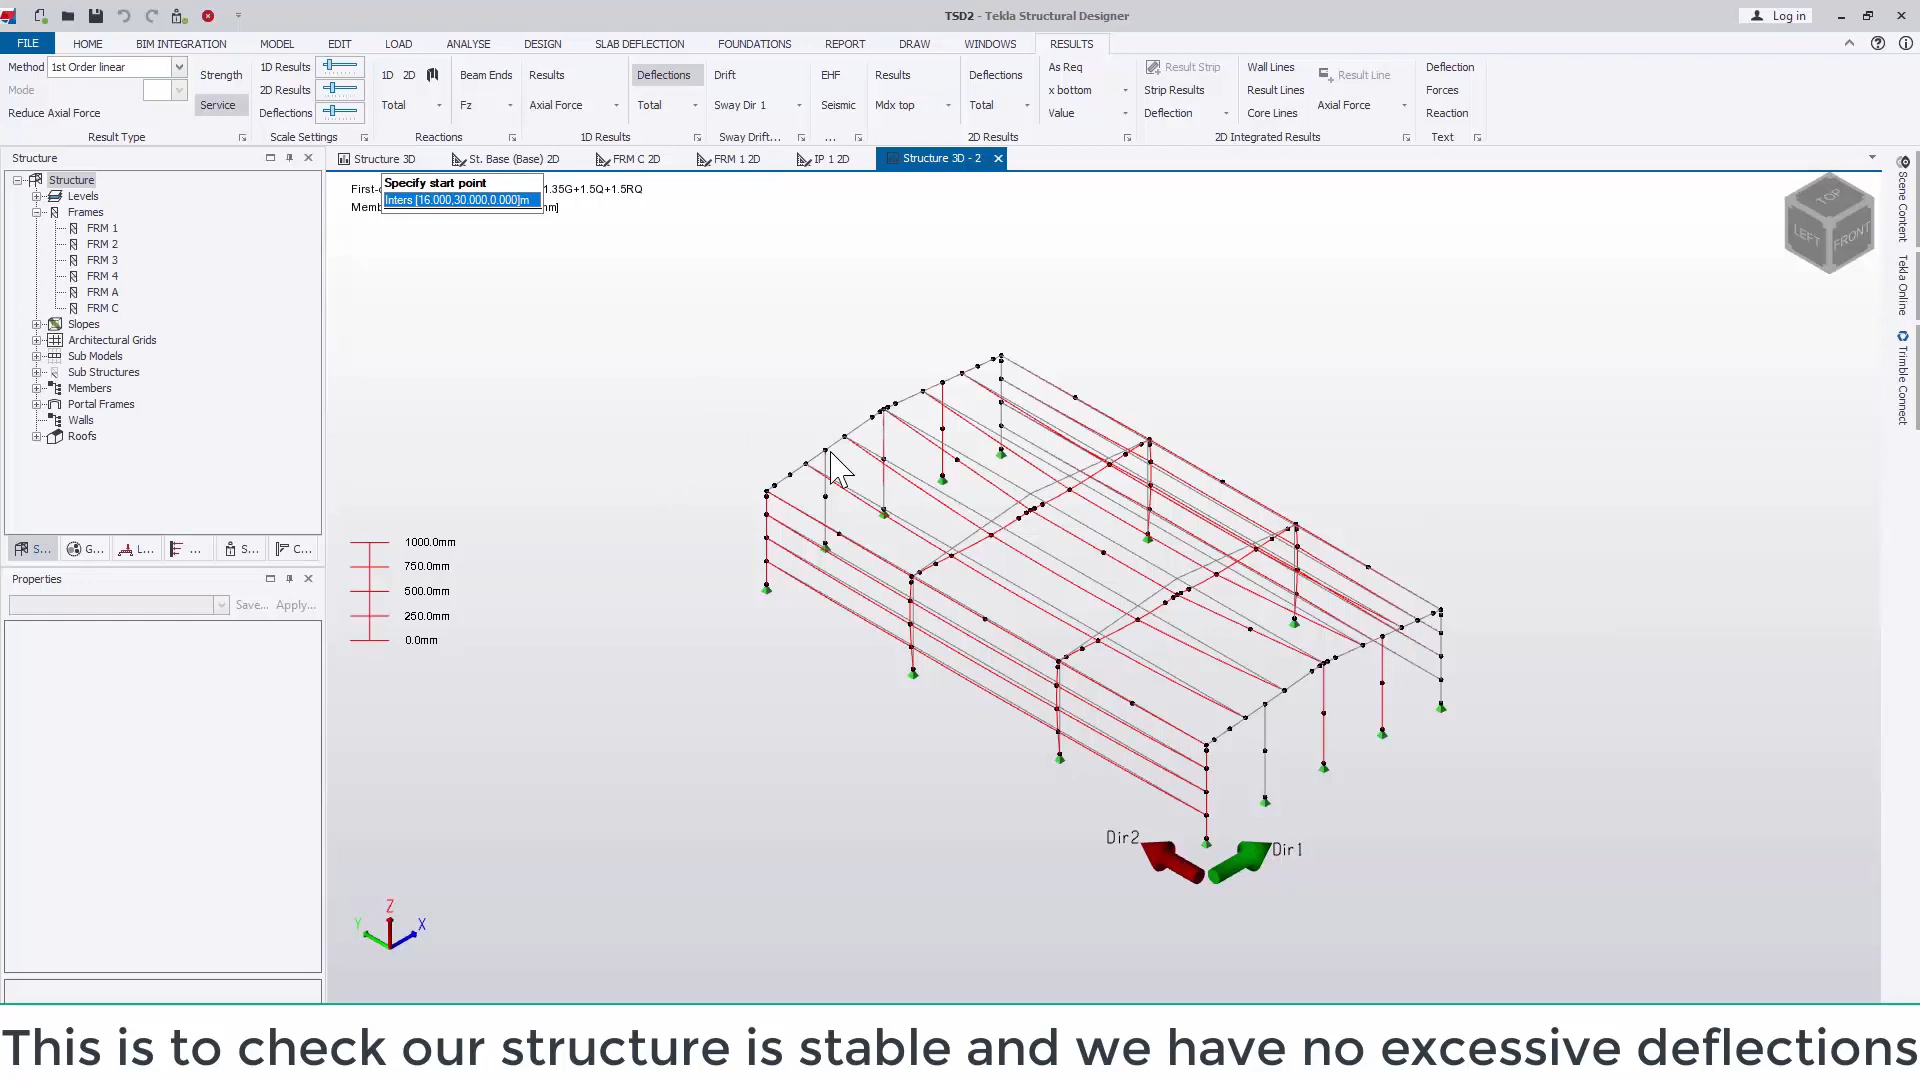 TSD2 - Tekla Structural Designer
Log in
FILE HOME BIM INTEGRATION MODEL EDIT LOAD ANALYSE DESIGN SLAB DEFLECTION FOUNDATIONS REPORT DRAW WINDOWS RESULTS
Method 1st Order linear Strength 1D Results 1D 2D Beam Ends Results Deflections Drift EHF Results Deflections As Req Result Strip Wall Lines Result Line Deflection
Mode Service 2D Results Total Fz Axial Force Total Sway Dir 1 Seismic Mdx top Total x bottom Strip Results Result Lines Axial Force Forces
Reduce Axial Force Deflections Value Deflection Core Lines Reaction
Result Type Scale Settings Reactions 1D Results Sway Drift... ... 2D Results 2D Integrated Results Text
Structure
Structure 3D St. Base (Base) 2D FRM C 2D FRM 1 2D IP 1 2D Structure 3D - 2
Structure
Levels
Frames
FRM 1
FRM 2
FRM 3
FRM 4
FRM A
FRM C
Slopes
Architectural Grids
Sub Models
Sub Structures
Members
Portal Frames
Walls
Roofs
S... G... L... ... S... C...
Properties
Save... Apply...
First- 1.35G+1.5Q+1.5RQ
Specify start point
Inters [16.000,30.000,0.000]m
Memb mm]
1000.0mm
750.0mm
500.0mm
250.0mm
0.0mm
TOP
LEFT FRONT
Scene Content
Tekla Online
Trimble Connect
Dir2
Dir1
Z
Y X
This is to check our structure is stable and we have no excessive deflections